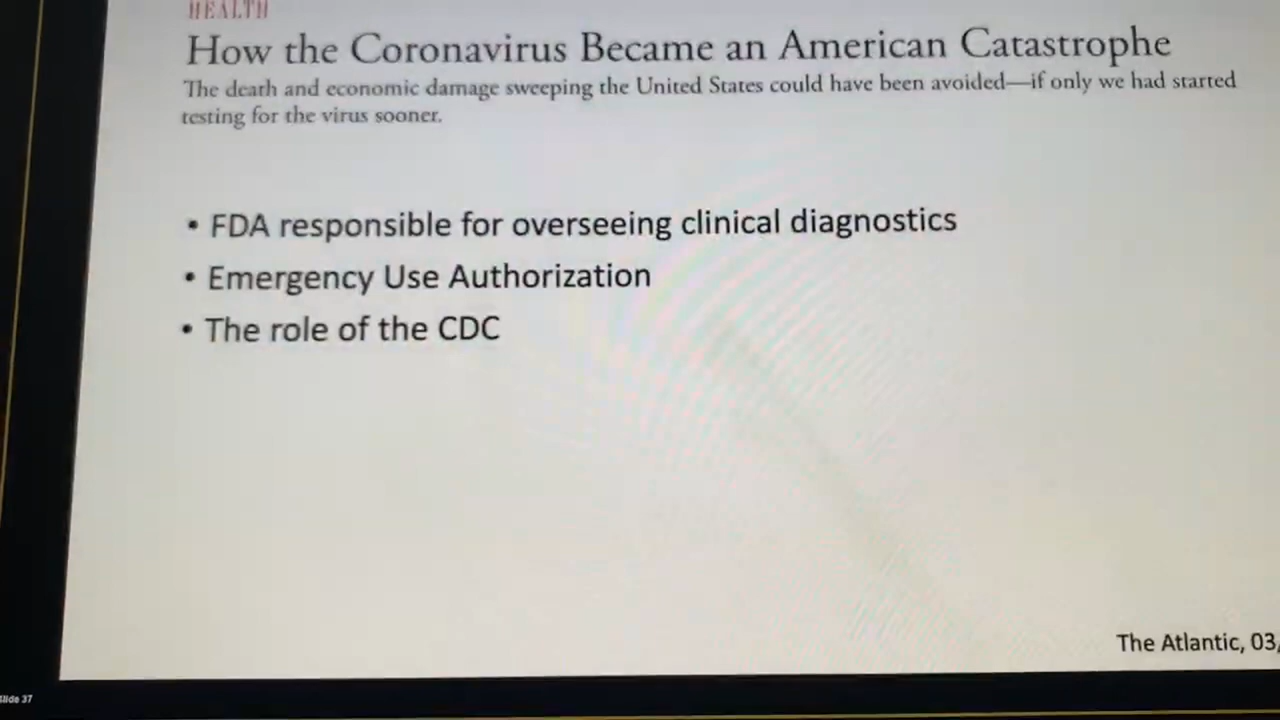 HEALTH
How the Coronavirus Became an American Catastrophe
The death and economic damage sweeping the United States could have been avoided—if only we had started
testing for the virus sooner.
• FDA responsible for overseeing clinical diagnostics
• Emergency Use Authorization
• The role of the CDC
The Atlantic, 03,
Slide 37